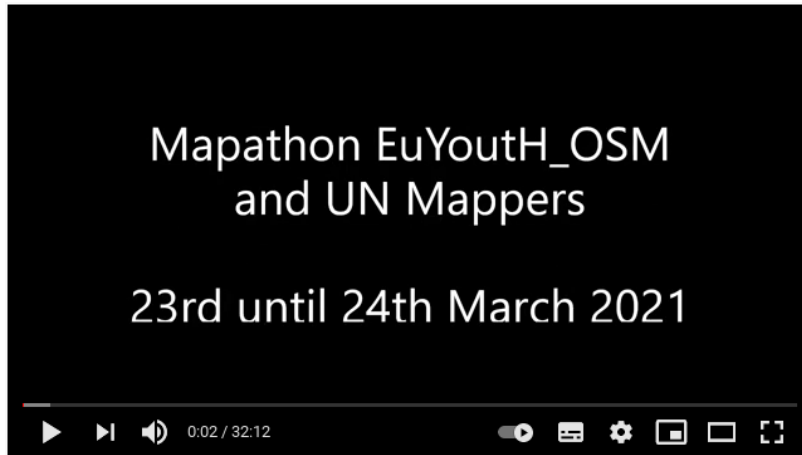 Mapathon EuYoutH_OSM
and UN Mappers
23rd until 24th March 2021
0:02 / 32:12